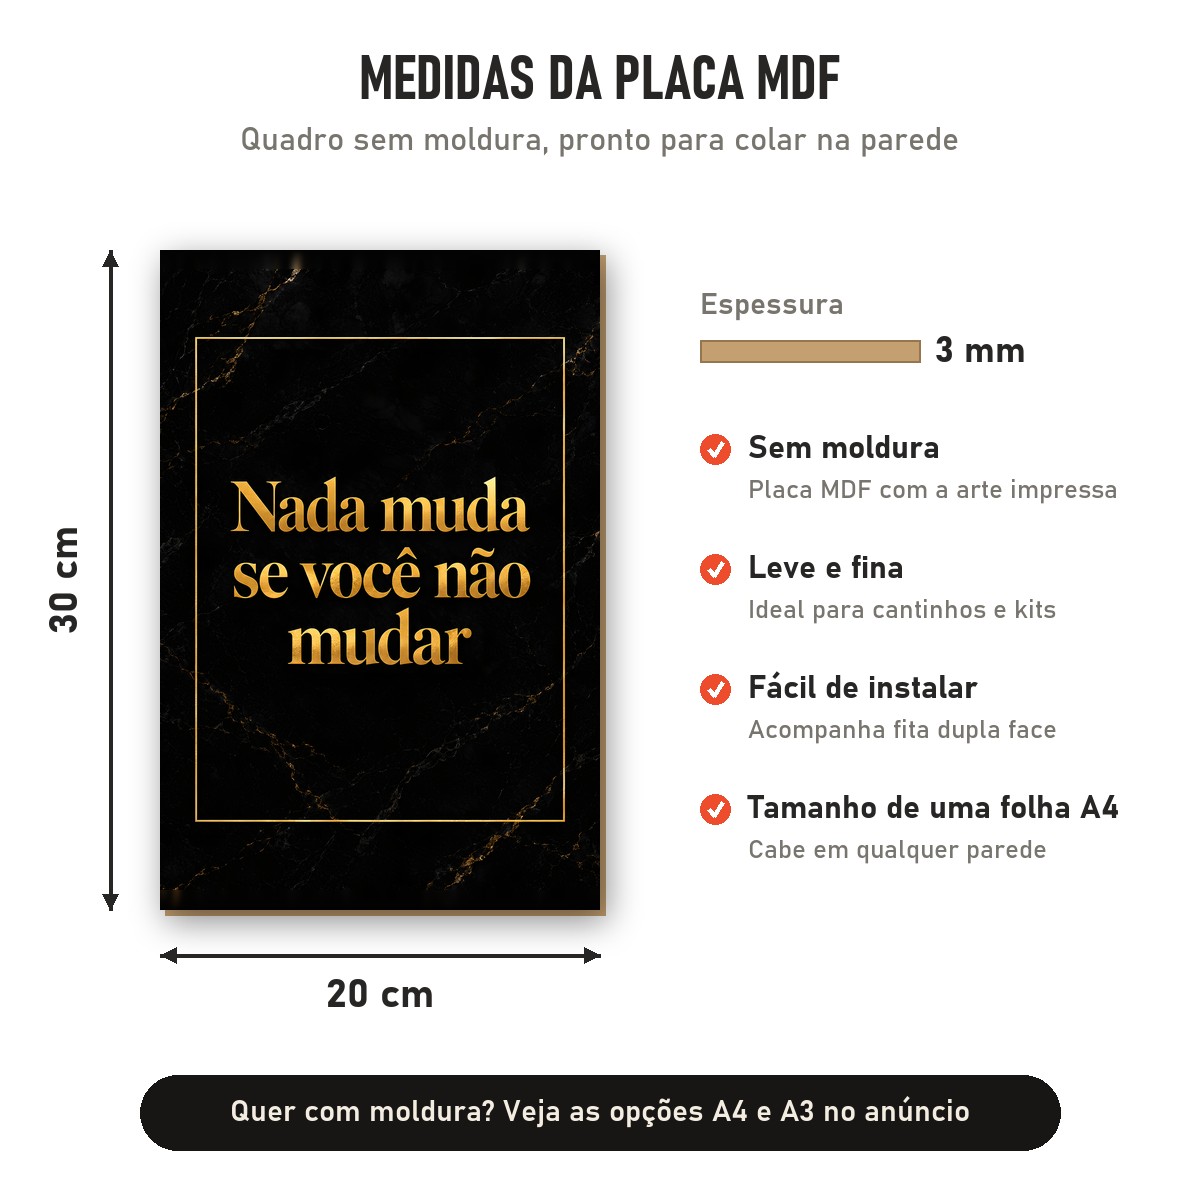 MEDIDAS DA PLACA MDF
Quadro sem moldura, pronto para colar na parede
30 cm
Nada muda
se você não
mudar
20 cm
Espessura
3 mm
Sem moldura
Placa MDF com a arte impressa
Leve e fina
Ideal para cantinhos e kits
Fácil de instalar
Acompanha fita dupla face
Tamanho de uma folha A4
Cabe em qualquer parede
Quer com moldura? Veja as opções A4 e A3 no anúncio